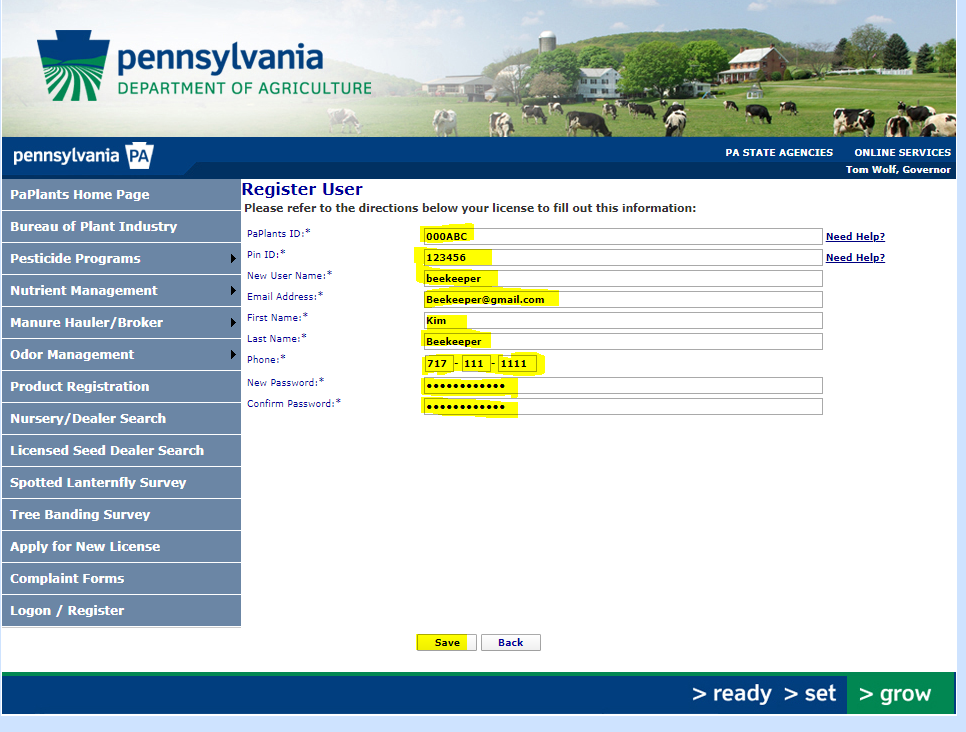 pennsylvania
DEPARTMENT OF AGRICULTURE
pennsylvania PA
PA STATE AGENCIES ONLINE SERVICES
Tom Wolf, Governor
PaPlants Home Page
Bureau of Plant Industry
Pesticide Programs
Nutrient Management
Manure Hauler/Broker
Odor Management
Product Registration
Nursery/Dealer Search
Licensed Seed Dealer Search
Spotted Lanternfly Survey
Tree Banding Survey
Apply for New License
Complaint Forms
Logon / Register
Register User
Please refer to the directions below your license to fill out this information:
PaPlants ID:* 000ABC Need Help?
Pin ID:* 123456 Need Help?
New User Name:* beekeeper
Email Address:* Beekeeper@gmail.com
First Name:* Kim
Last Name:* Beekeeper
Phone:* 717 - 111 - 1111
New Password:* ••••••••••••
Confirm Password:* ••••••••••••
Save Back
> ready > set > grow